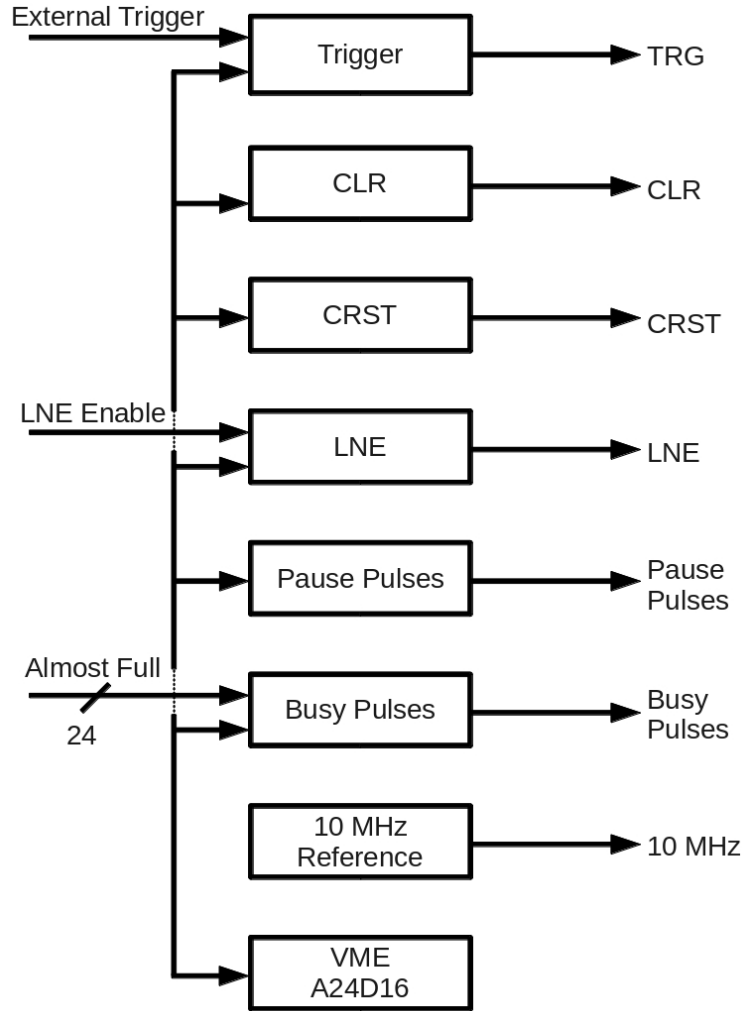 External Trigger
Trigger
TRG
CLR
CLR
CRST
CRST
LNE Enable
LNE
LNE
Pause Pulses
Pause
Pulses
Almost Full
24
Busy Pulses
Busy
Pulses
10 MHz
Reference
10 MHz
VME
A24D16